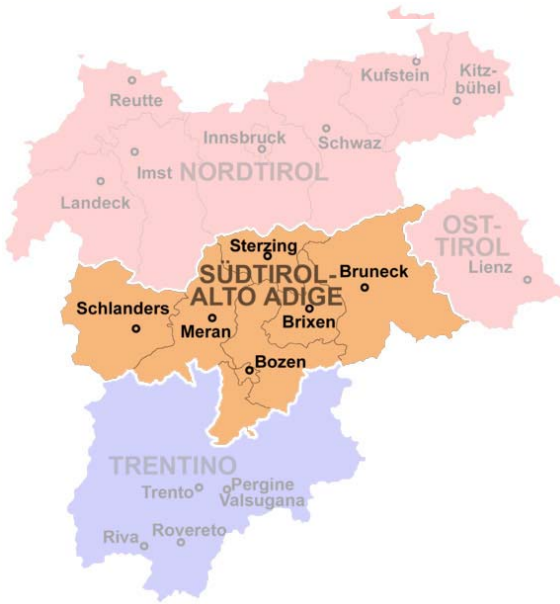 Kufstein
Kitz-
bühel
Reutte
Innsbruck
Schwaz
Imst
NORDTIROL
Landeck
OST-
TIROL
Lienz
Sterzing
SÜDTIROL-
ALTO ADIGE
Bruneck
Schlanders
Meran
Brixen
Bozen
TRENTINO
Trento
Pergine
Valsugana
Riva
Rovereto